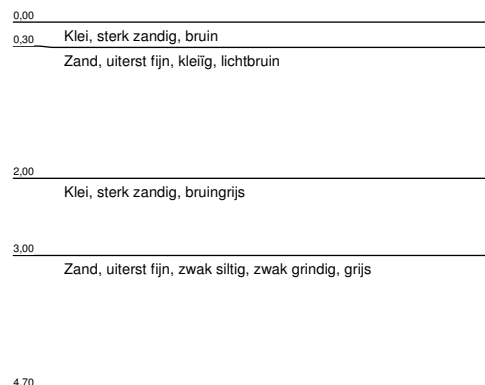 0,00
Klei, sterk zandig, bruin
0,30
Zand, uiterst fijn, kleiïg, lichtbruin
2,00
Klei, sterk zandig, bruingrijs
3,00
Zand, uiterst fijn, zwak siltig, zwak grindig, grijs
4,70